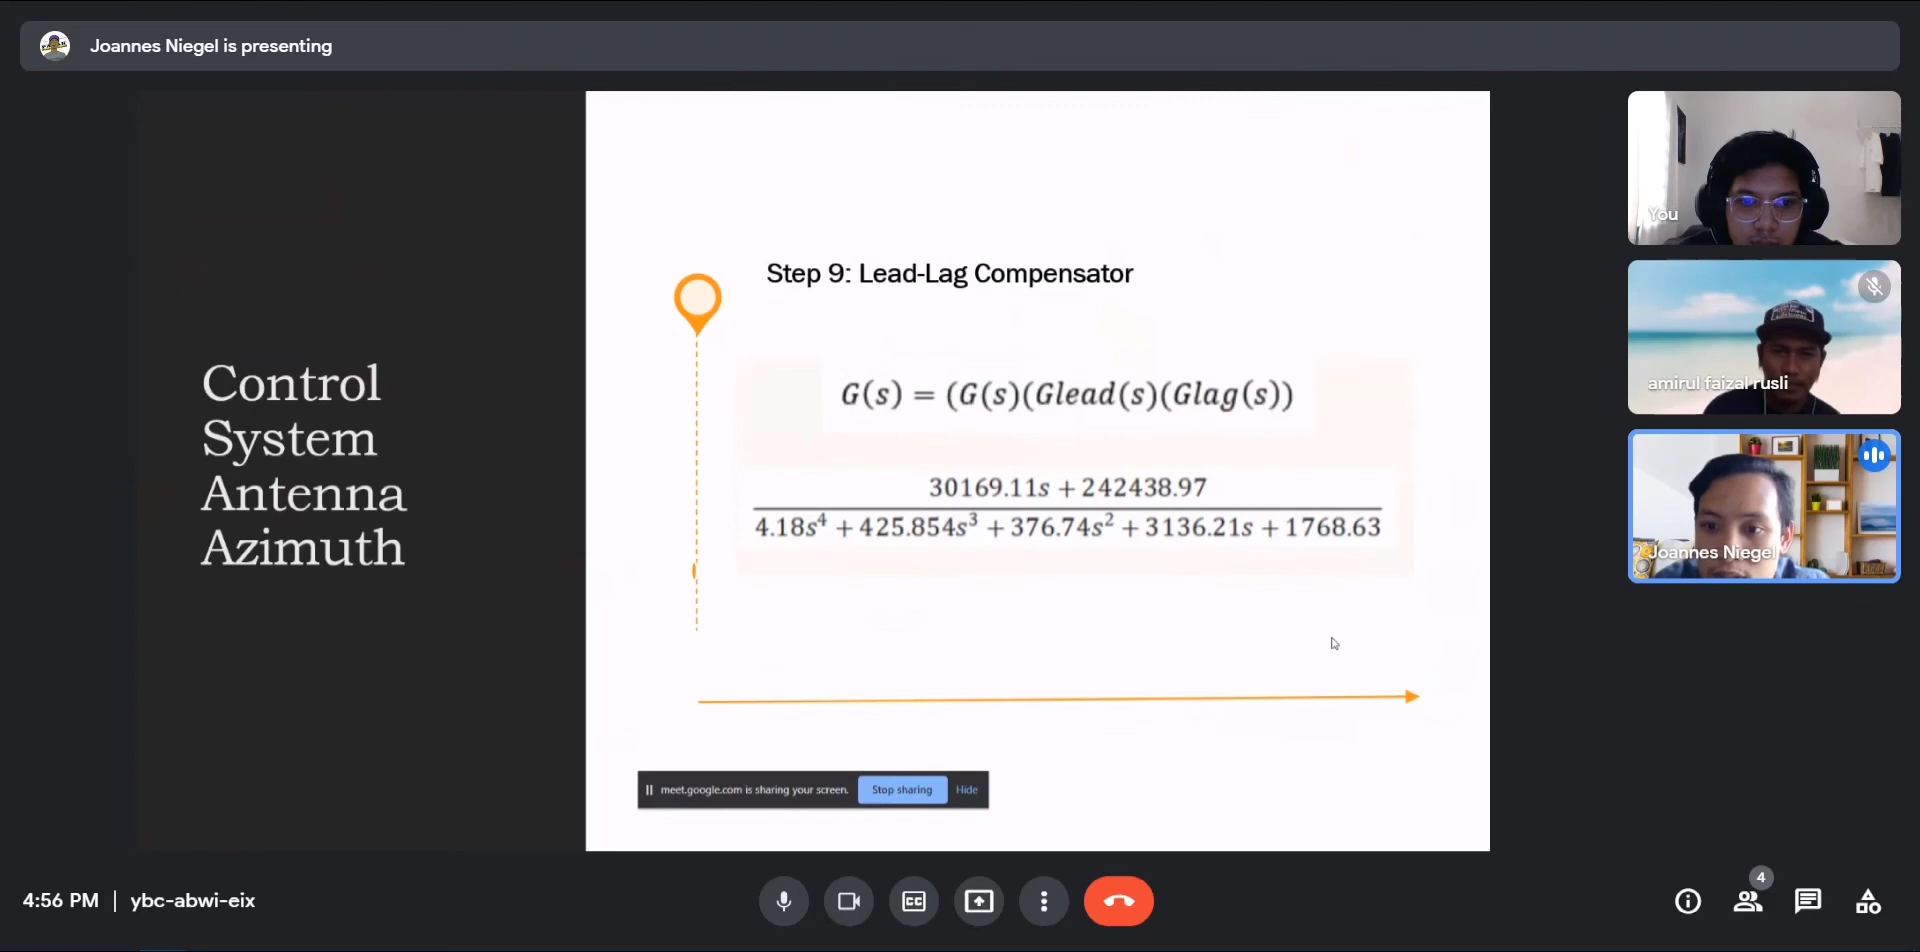 Joannes Niegel is presenting
Control
System
Antenna
Azimuth
Step 9: Lead-Lag Compensator
G(s) = (G(s)(Glead(s)(Glag(s))
30169.11s + 242438.97
4.18s⁴ + 425.854s³ + 376.74s² + 3136.21s + 1768.63
meet.google.com is sharing your screen. Stop sharing Hide
You
amirul faizal rusli
Joannes Niegel
4:56 PM | ybc-abwi-eix
CC
4